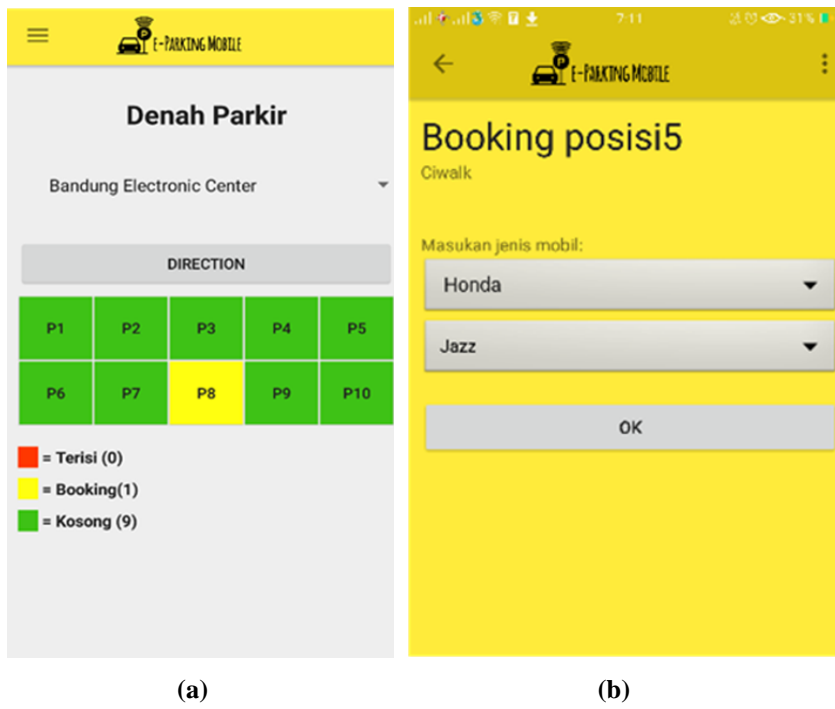 E-PARKING MOBILE
Denah Parkir
Bandung Electronic Center
DIRECTION
P1 P2 P3 P4 P5
P6 P7 P8 P9 P10
= Terisi (0)
= Booking(1)
= Kosong (9)
(a)
7:11 31%
E-PARKING MOBILE
Booking posisi5
Ciwalk
Masukan jenis mobil:
Honda
Jazz
OK
(b)